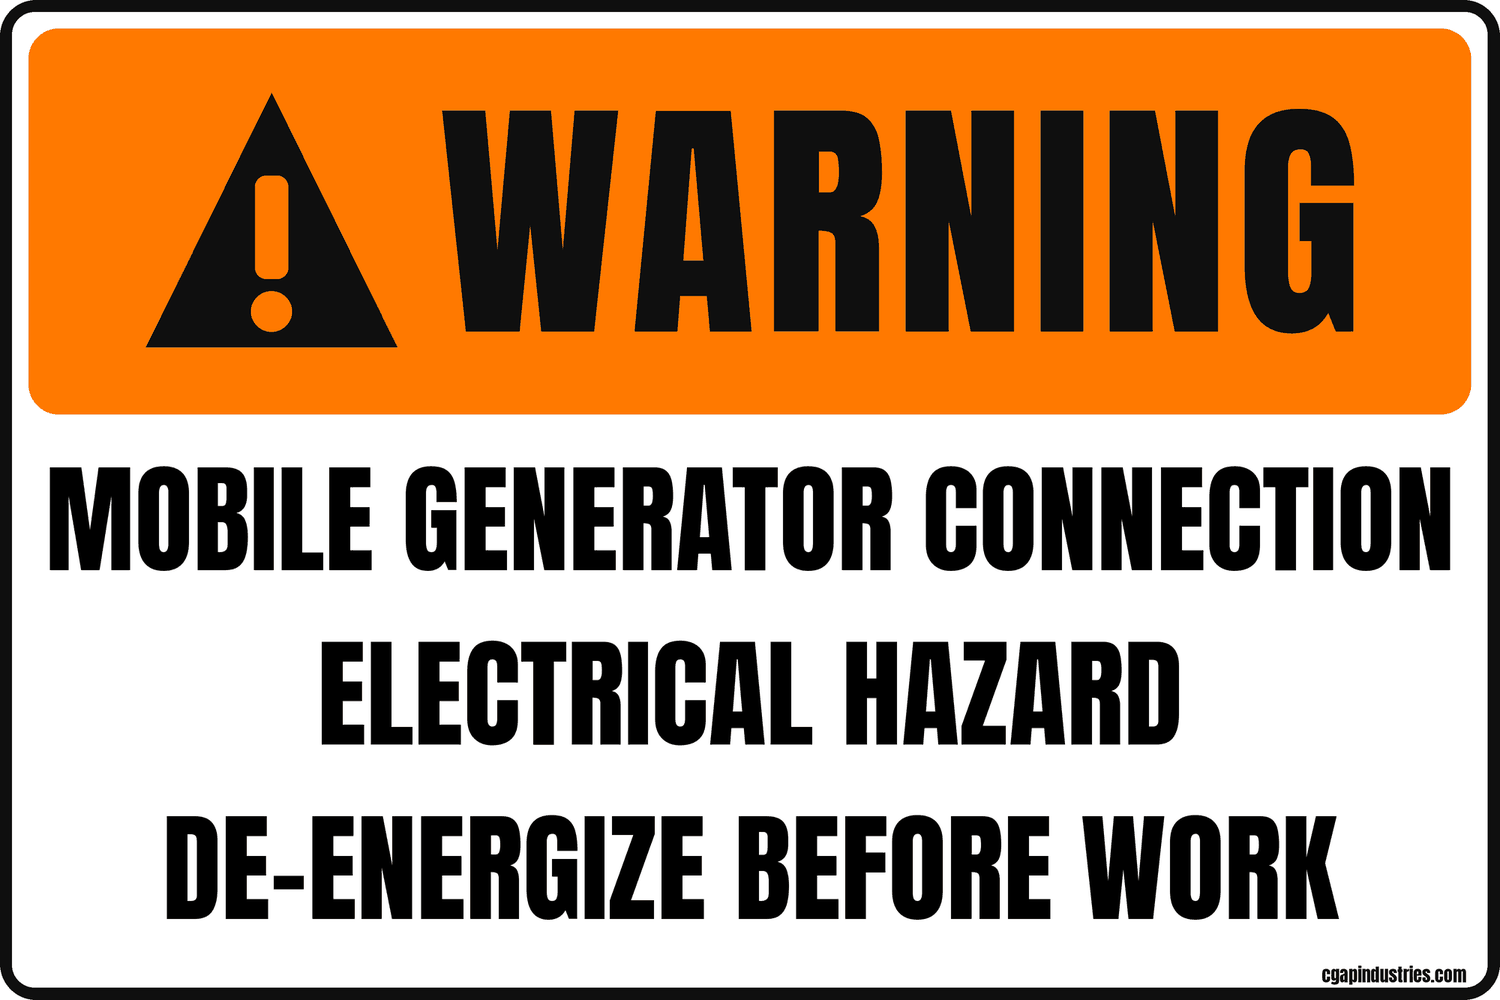 WARNING
MOBILE GENERATOR CONNECTION
ELECTRICAL HAZARD
DE-ENERGIZE BEFORE WORK
cgapindustries.com